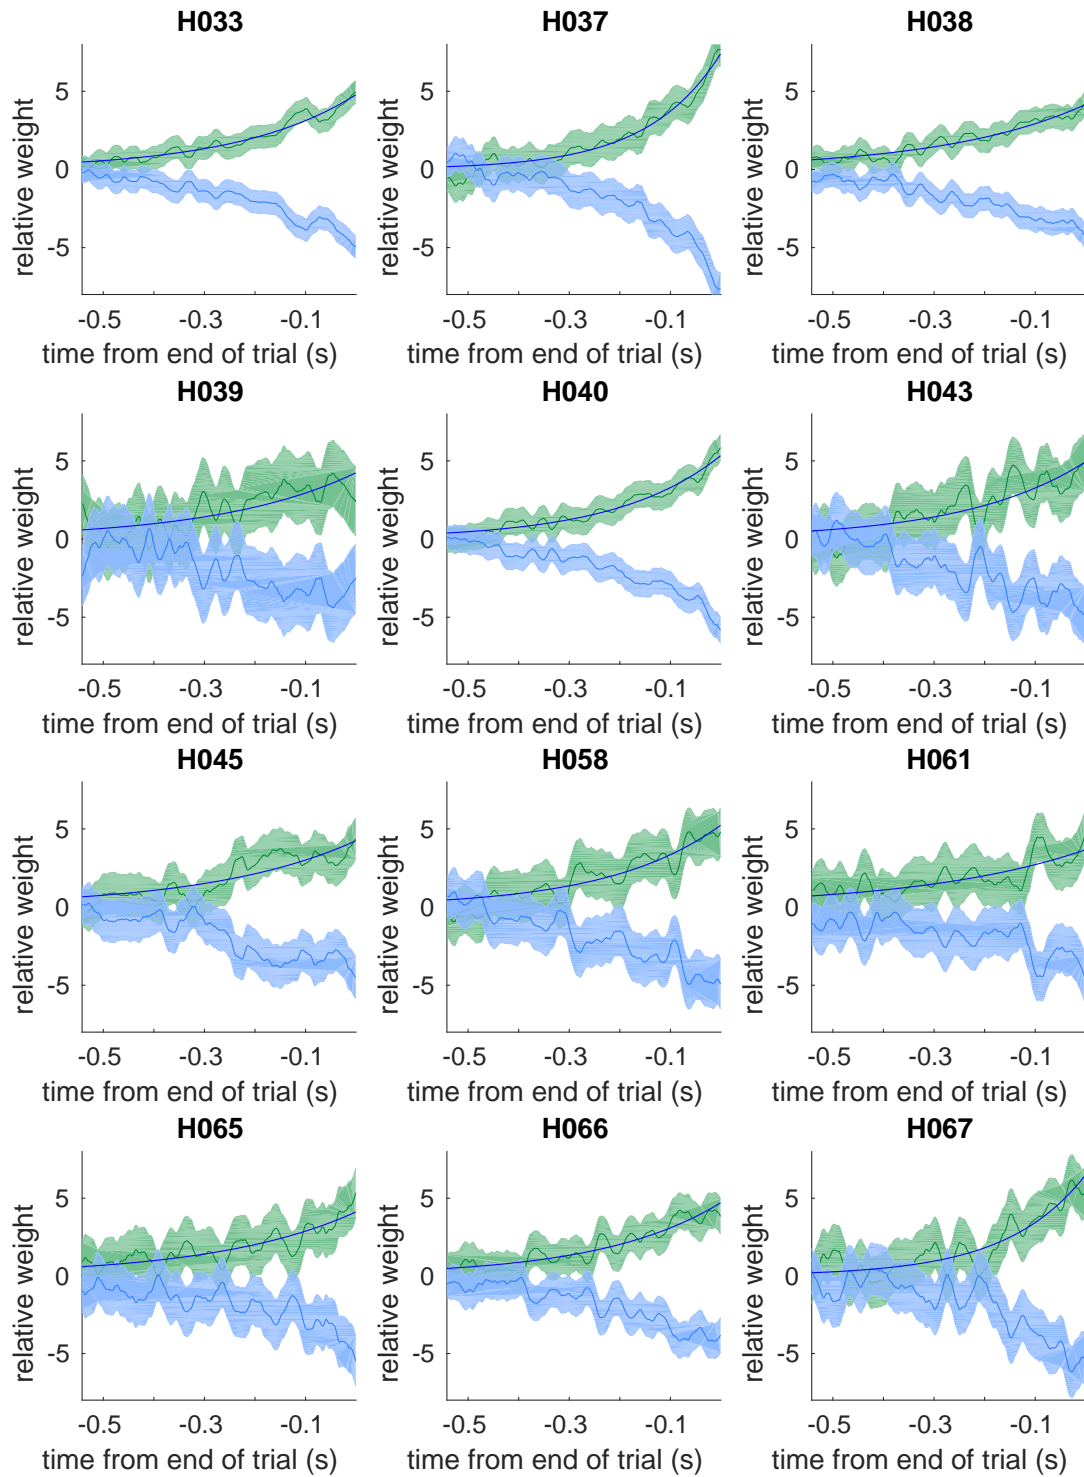 H033 H037 H038
relative weight relative weight relative weight
5 5 5
0 0 0
-5 -5 -5
-0.5 -0.3 -0.1 -0.5 -0.3 -0.1 -0.5 -0.3 -0.1
time from end of trial (s) time from end of trial (s) time from end of trial (s)
H039 H040 H043
relative weight relative weight relative weight
5 5 5
0 0 0
-5 -5 -5
-0.5 -0.3 -0.1 -0.5 -0.3 -0.1 -0.5 -0.3 -0.1
time from end of trial (s) time from end of trial (s) time from end of trial (s)
H045 H058 H061
relative weight relative weight relative weight
5 5 5
0 0 0
-5 -5 -5
-0.5 -0.3 -0.1 -0.5 -0.3 -0.1 -0.5 -0.3 -0.1
time from end of trial (s) time from end of trial (s) time from end of trial (s)
H065 H066 H067
relative weight relative weight relative weight
5 5 5
0 0 0
-5 -5 -5
-0.5 -0.3 -0.1 -0.5 -0.3 -0.1 -0.5 -0.3 -0.1
time from end of trial (s) time from end of trial (s) time from end of trial (s)